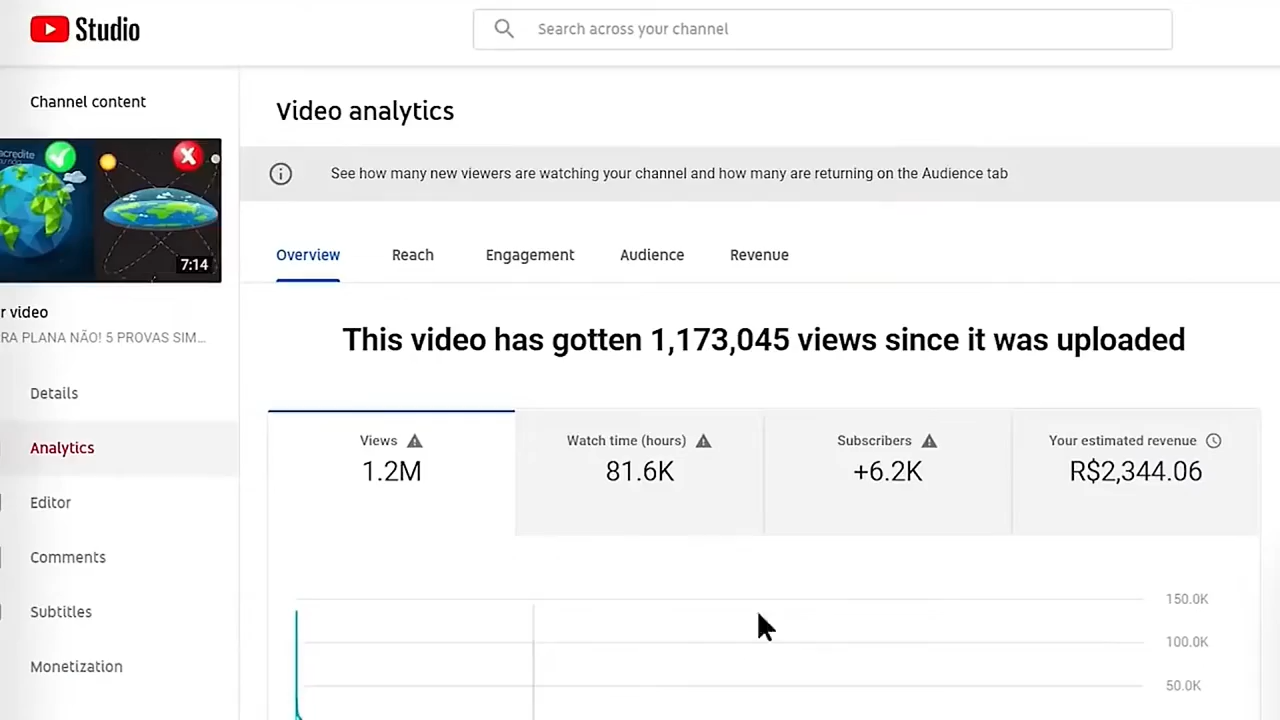 Studio
Search across your channel
Channel content
acredite
7:14
r video
RA PLANA NÃO! 5 PROVAS SIM...
Details
Analytics
Editor
Comments
Subtitles
Monetization
Video analytics
See how many new viewers are watching your channel and how many are returning on the Audience tab
Overview Reach Engagement Audience Revenue
This video has gotten 1,173,045 views since it was uploaded
Views Watch time (hours) Subscribers Your estimated revenue
1.2M 81.6K +6.2K R$2,344.06
150.0K
100.0K
50.0K